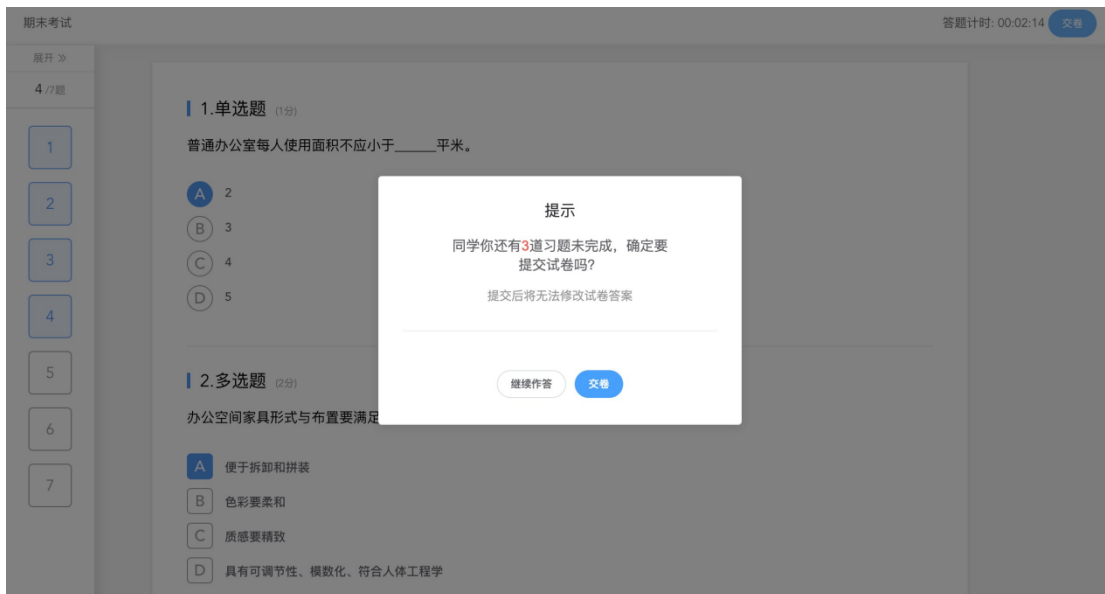 期末考试
答题计时: 00:02:14 交卷
展开 »
4/7题
1
2
3
4
5
6
7
1.单选题 (1分)
普通办公室每人使用面积不应小于______平米。
A 2
B 3
C 4
D 5
2.多选题 (2分)
办公空间家具形式与布置要满足
A 便于拆卸和拼装
B 色彩要柔和
C 质感要精致
D 具有可调节性、模数化、符合人体工程学
提示
同学你还有3道习题未完成，确定要
提交试卷吗?
提交后将无法修改试卷答案
继续作答 交卷